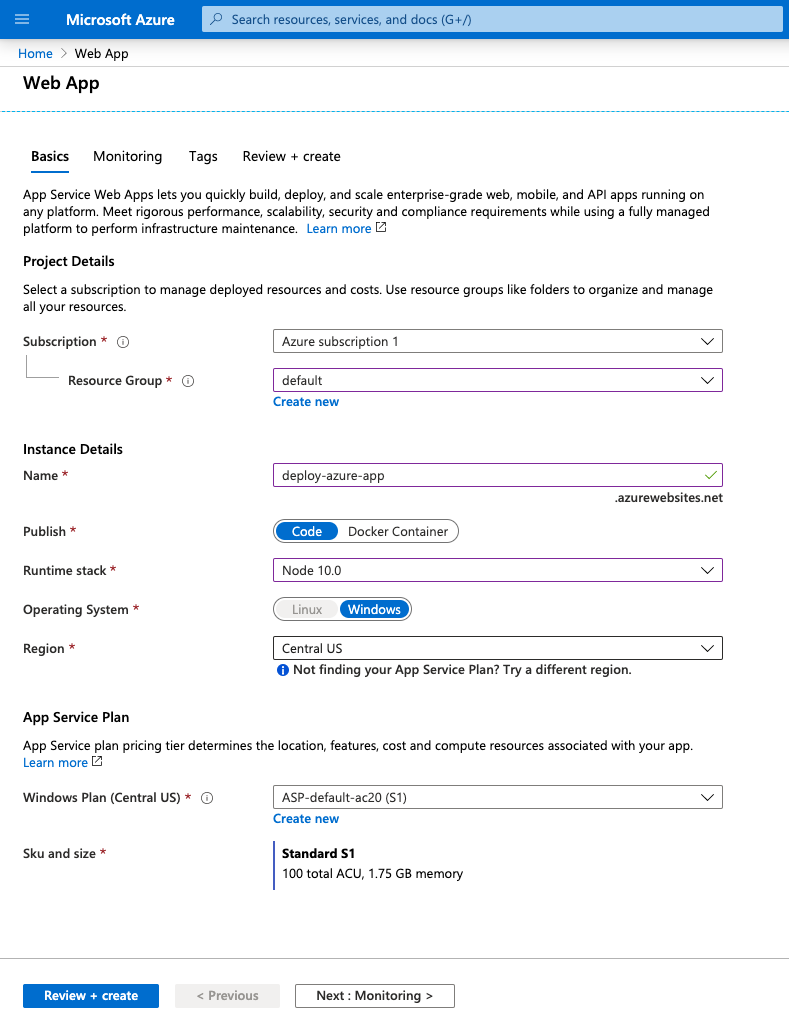 Microsoft Azure
Search resources, services, and docs (G+/)
Home > Web App
Web App
Basics Monitoring Tags Review + create
App Service Web Apps lets you quickly build, deploy, and scale enterprise-grade web, mobile, and API apps running on
any platform. Meet rigorous performance, scalability, security and compliance requirements while using a fully managed
platform to perform infrastructure maintenance. Learn more
Project Details
Select a subscription to manage deployed resources and costs. Use resource groups like folders to organize and manage
all your resources.
Subscription * Azure subscription 1
Resource Group * default
Create new
Instance Details
Name * deploy-azure-app
.azurewebsites.net
Publish * Code Docker Container
Runtime stack * Node 10.0
Operating System * Linux Windows
Region * Central US
Not finding your App Service Plan? Try a different region.
App Service Plan
App Service plan pricing tier determines the location, features, cost and compute resources associated with your app.
Learn more
Windows Plan (Central US) * ASP-default-ac20 (S1)
Create new
Sku and size * Standard S1
100 total ACU, 1.75 GB memory
Review + create < Previous Next : Monitoring >